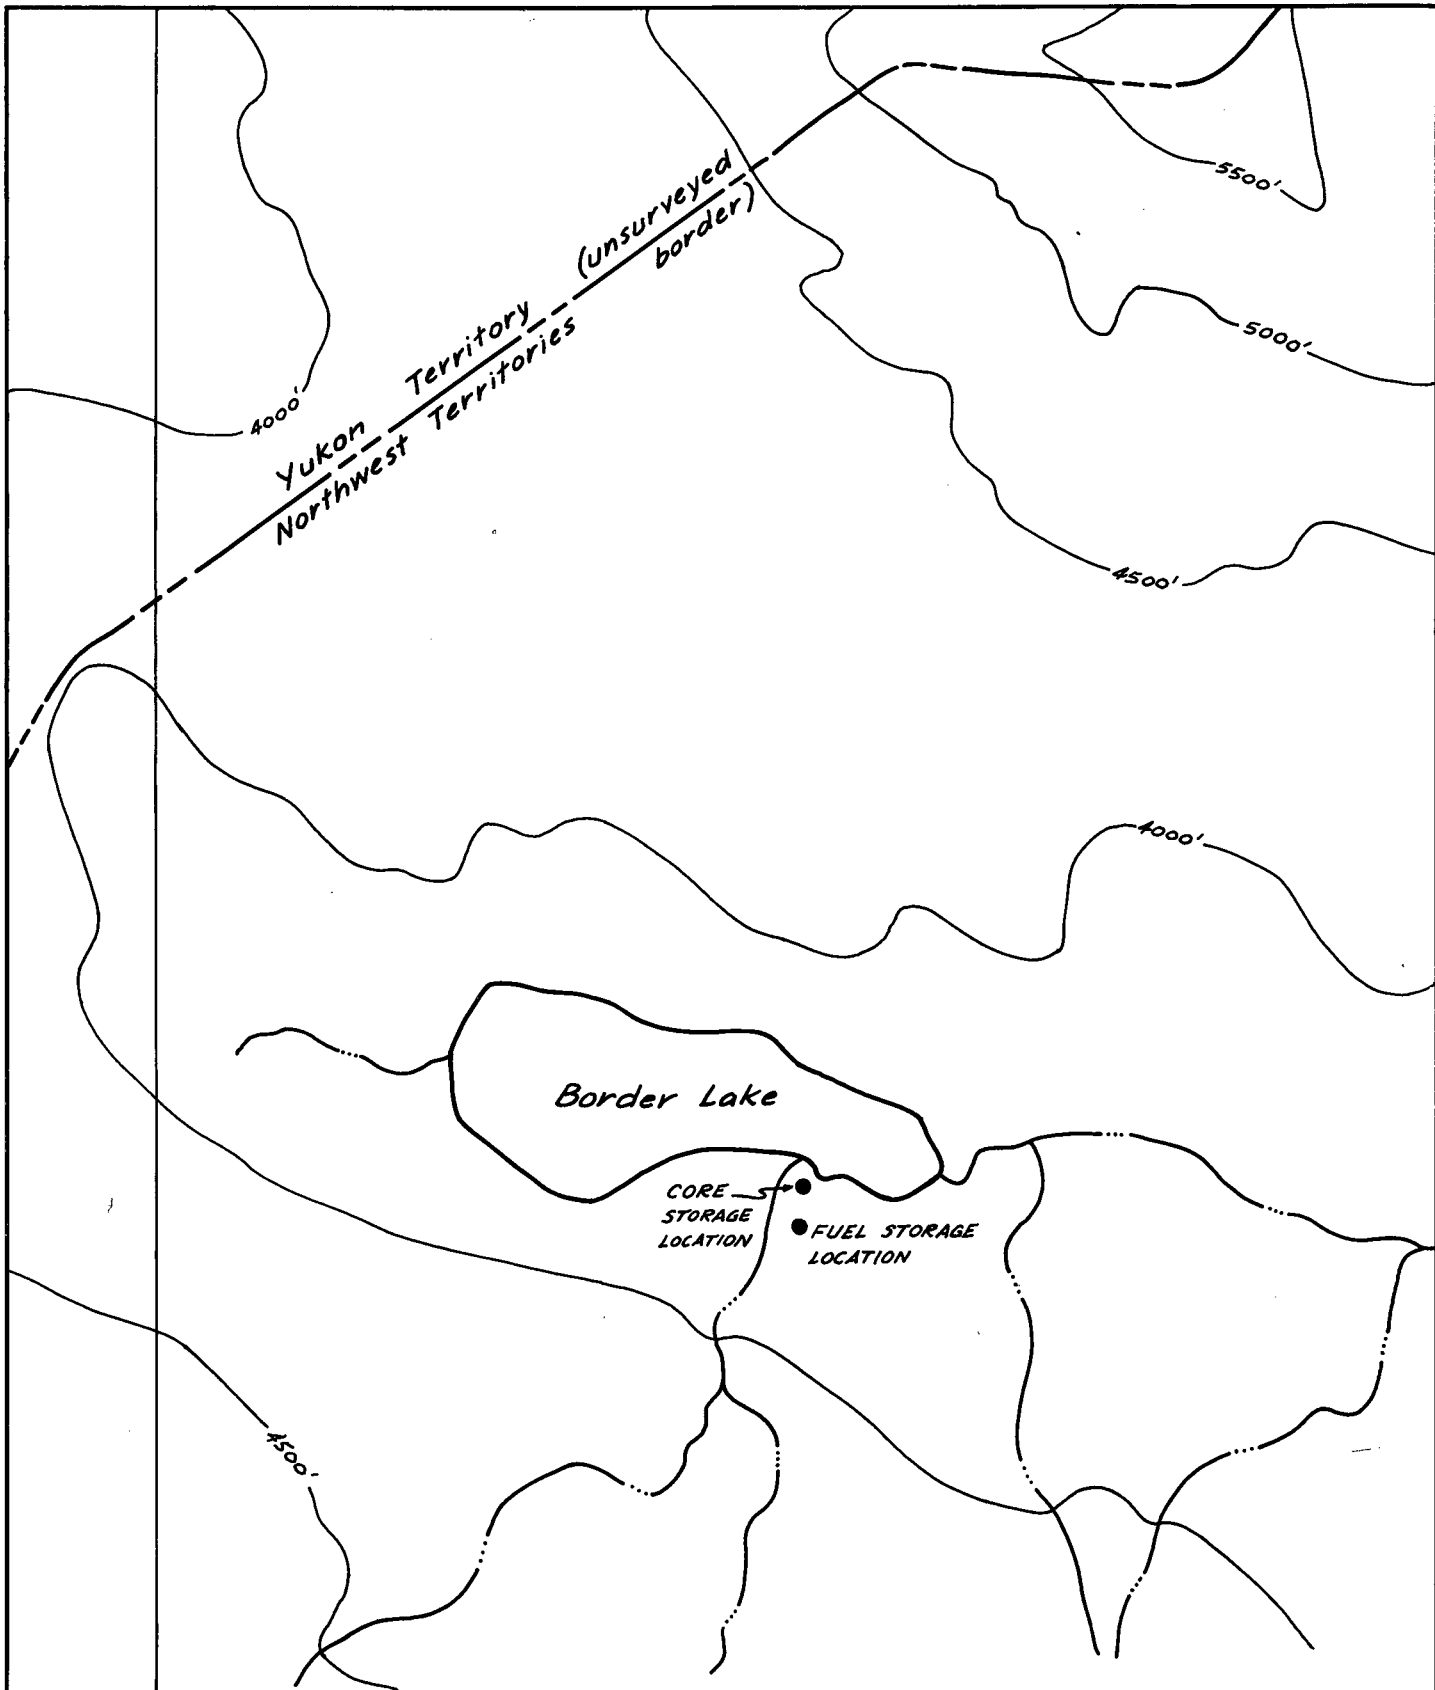 (unsurveyed
border)
5500'
5000'
Yukon Territory
Northwest Territories
4000'
4500'
4000'
Border Lake
CORE
STORAGE
LOCATION
FUEL STORAGE
LOCATION
4500'